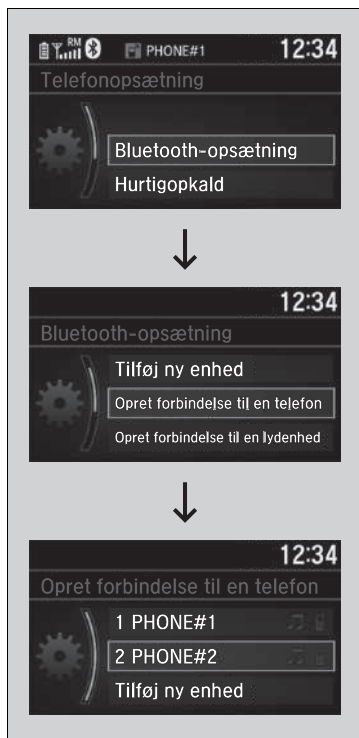 RM PHONE#1 12:34
Telefonopsætning
Bluetooth-opsætning
Hurtigopkald
12:34
Bluetooth-opsætning
Tilføj ny enhed
Opret forbindelse til en telefon
Opret forbindelse til en lydenhed
12:34
Opret forbindelse til en telefon
1 PHONE#1
2 PHONE#2
Tilføj ny enhed